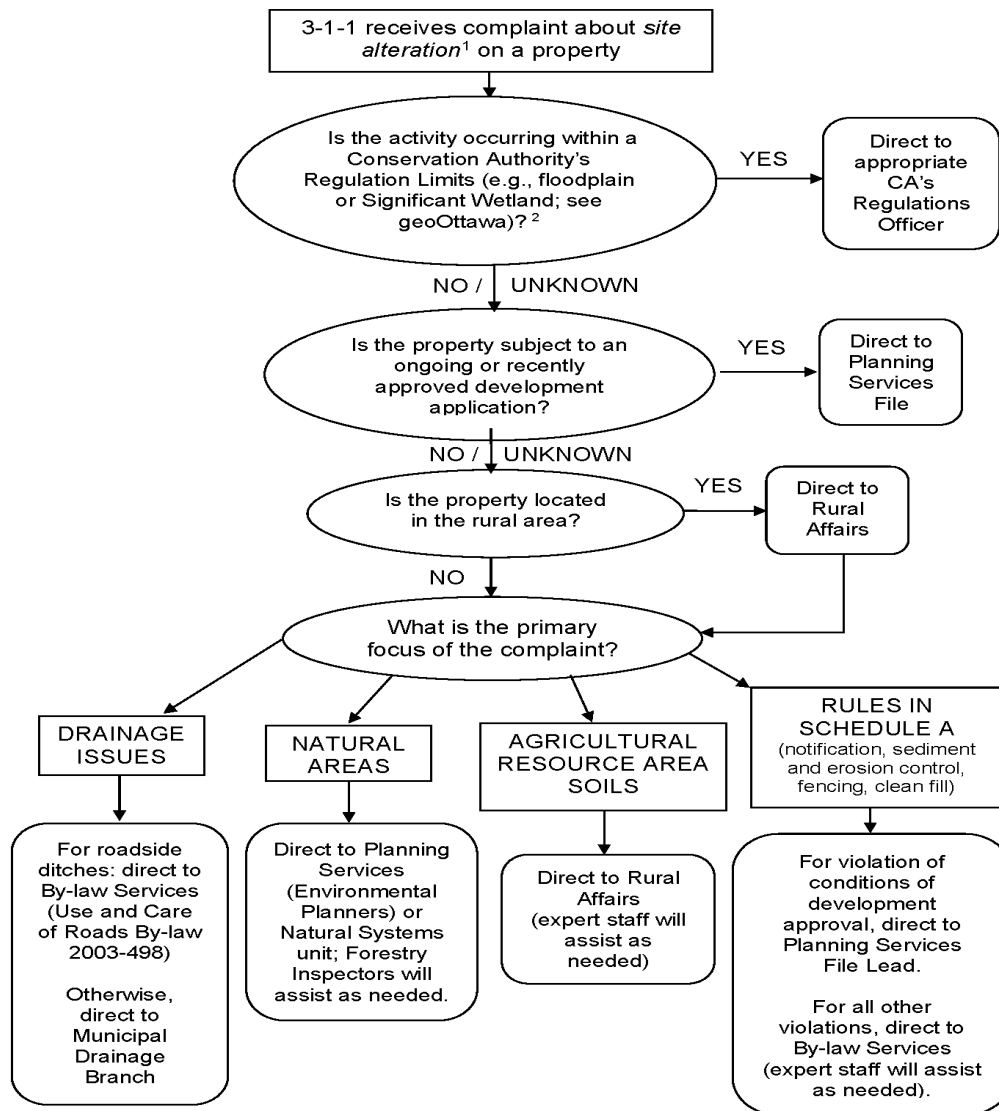 3-1-1 receives complaint about site
alteration¹ on a property
Is the activity occurring within a
Conservation Authority's
Regulation Limits (e.g., floodplain
or Significant Wetland; see
geoOttawa)? ²
YES
Direct to
appropriate
CA's
Regulations
Officer
NO / UNKNOWN
Is the property subject to an
ongoing or recently
approved development
application?
YES
Direct to
Planning
Services
File
NO / UNKNOWN
Is the property located
in the rural area?
YES
Direct to
Rural
Affairs
NO
What is the primary
focus of the complaint?
DRAINAGE
ISSUES
NATURAL
AREAS
AGRICULTURAL
RESOURCE AREA
SOILS
RULES IN
SCHEDULE A
(notification, sediment
and erosion control,
fencing, clean fill)
For roadside
ditches: direct to
By-law Services
(Use and Care
of Roads By-law
2003-498)
Otherwise,
direct to
Municipal
Drainage
Branch
Direct to Planning
Services
(Environmental
Planners) or
Natural Systems
unit; Forestry
Inspectors will
assist as needed.
Direct to Rural
Affairs
(expert staff will
assist as
needed)
For violation of
conditions of
development
approval, direct to
Planning Services
File Lead.
For all other
violations, direct to
By-law Services
(expert staff will assist
as needed).